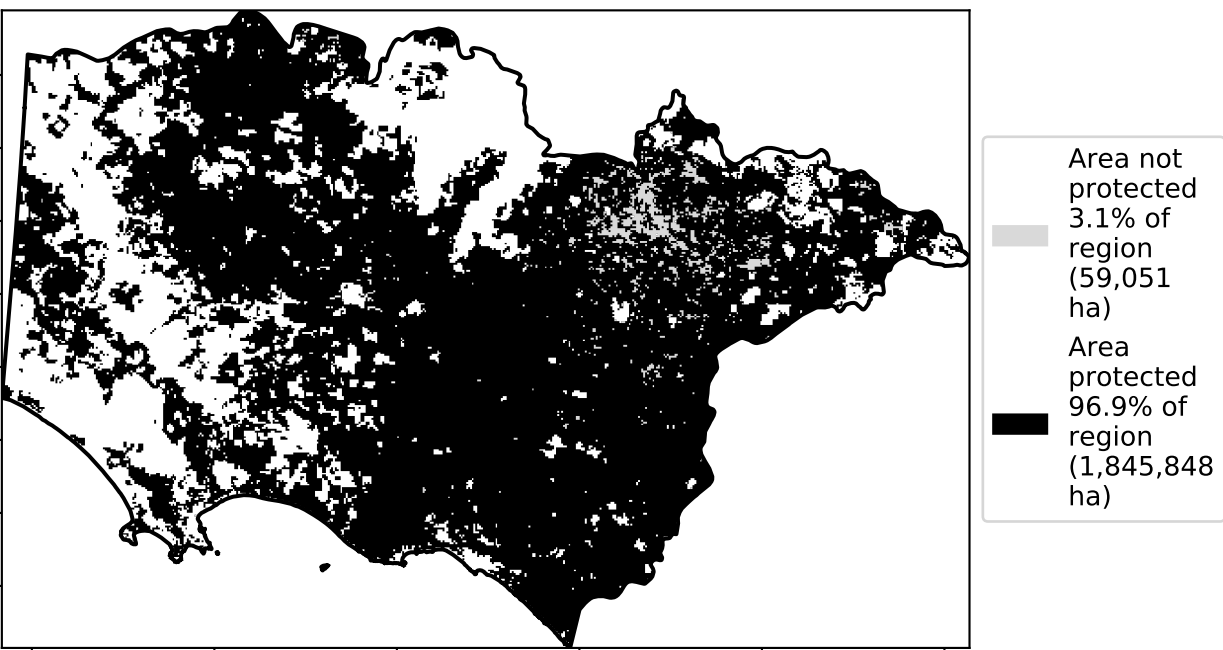 Area not
protected
3.1% of
region
(59,051
ha)
Area
protected
96.9% of
region
(1,845,848
ha)